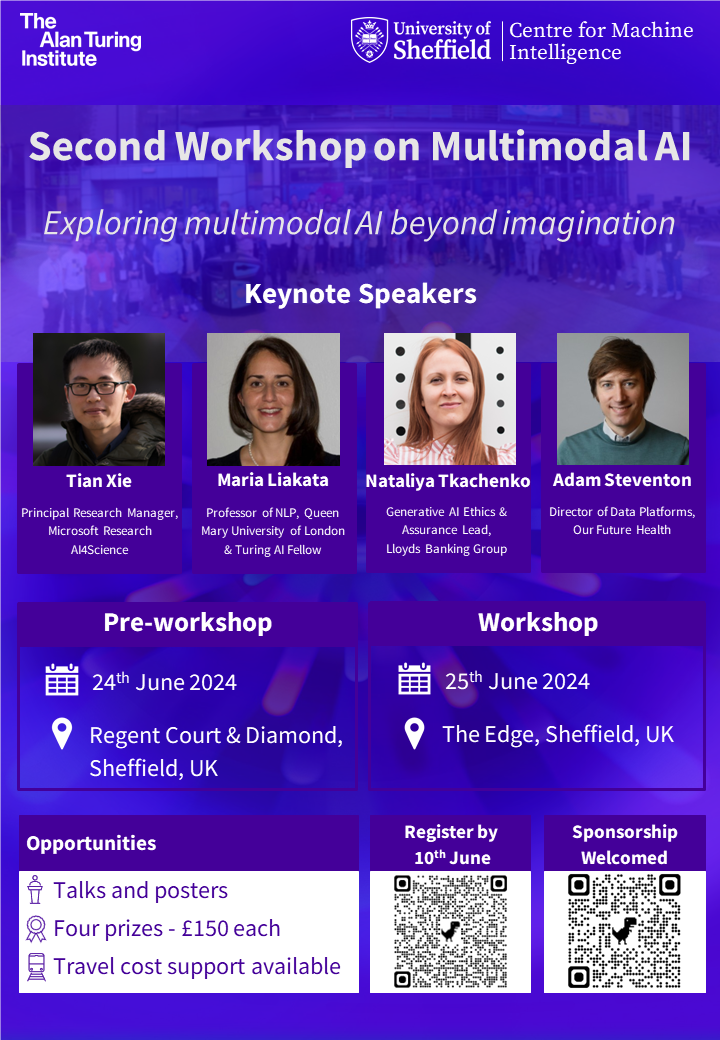 The
Alan Turing
Institute
University of
Sheffield
Centre for Machine
Intelligence
Second Workshop on Multimodal AI
Exploring multimodal AI beyond imagination
Keynote Speakers
Tian Xie
Principal Research Manager,
Microsoft Research
AI4Science
Maria Liakata
Professor of NLP, Queen
Mary University of London
& Turing AI Fellow
Nataliya Tkachenko
Generative AI Ethics &
Assurance Lead,
Lloyds Banking Group
Adam Steventon
Director of Data Platforms,
Our Future Health
Pre-workshop
24th June 2024
Regent Court & Diamond,
Sheffield, UK
Workshop
25th June 2024
The Edge, Sheffield, UK
Opportunities
Talks and posters
Four prizes - £150 each
Travel cost support available
Register by
10th June
Sponsorship
Welcomed